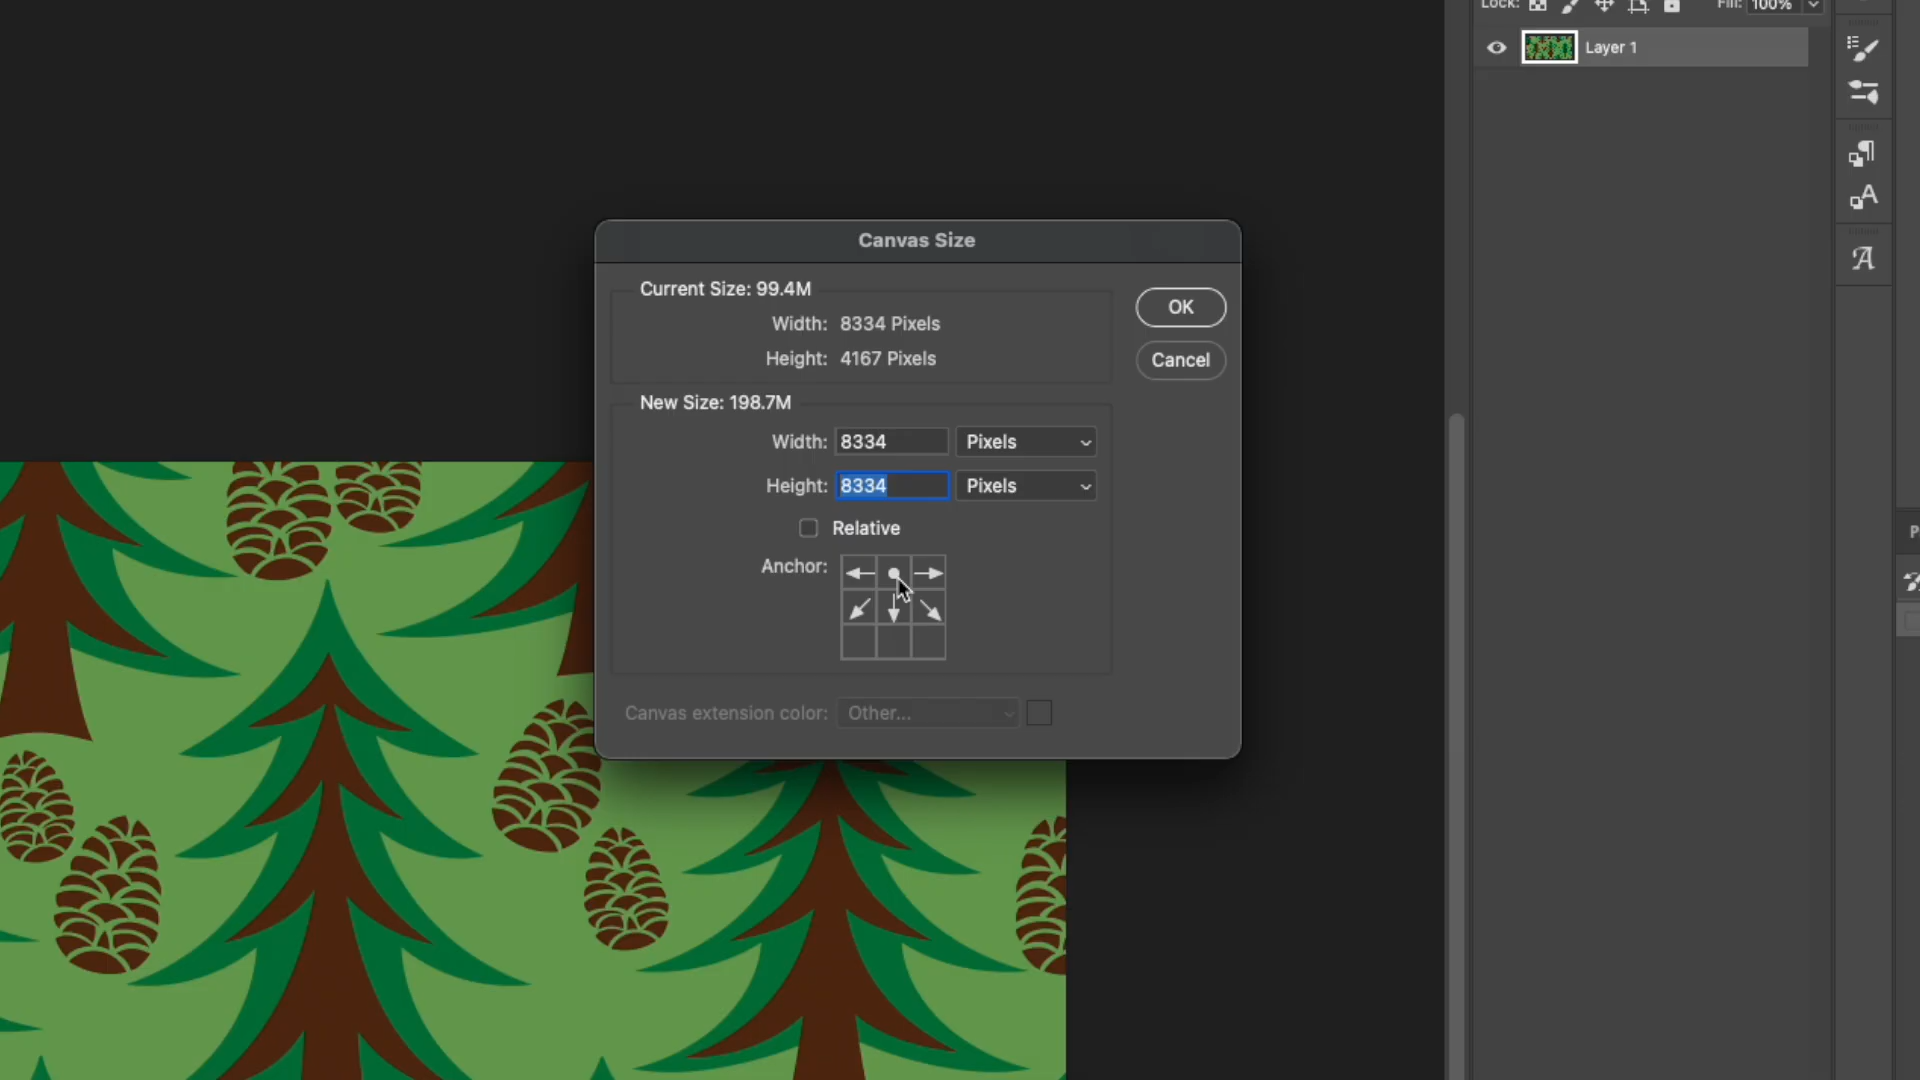 Lock:
Fill: 100%
Layer 1
Canvas Size
Current Size: 99.4M
Width: 8334 Pixels
Height: 4167 Pixels
OK
Cancel
New Size: 198.7M
Width: 8334 Pixels
Height: 8334 Pixels
Relative
Anchor:
Canvas extension color: Other...